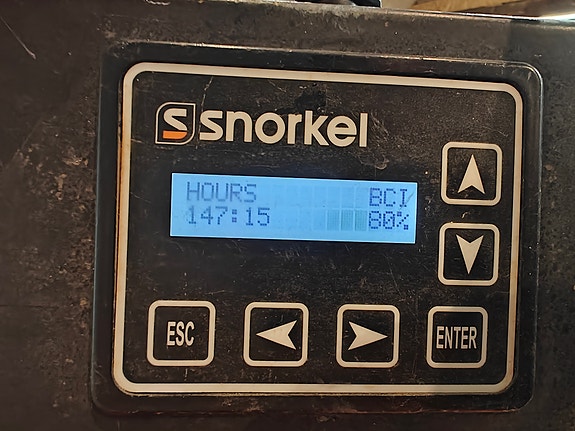 snorkel
HOURS BCI
147:15 80%
ESC
ENTER